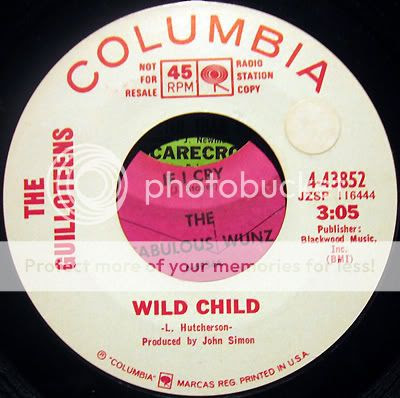 COLUMBIA
NOT
FOR
RESALE
45
RPM
RADIO
STATION
COPY
THE
GUILLOTEENS
J. Newm
CARECRO
IF I CRY
THE
FABULOUS WUNZ
4-43852
JZSP 116444
3:05
Publisher:
Blackwood Music,
Inc.
(BMI)
photobucket
Protect more of your memories for less!
WILD CHILD
-L. Hutcherson-
Produced by John Simon
® "COLUMBIA" MARCAS REG. PRINTED IN U.S.A.